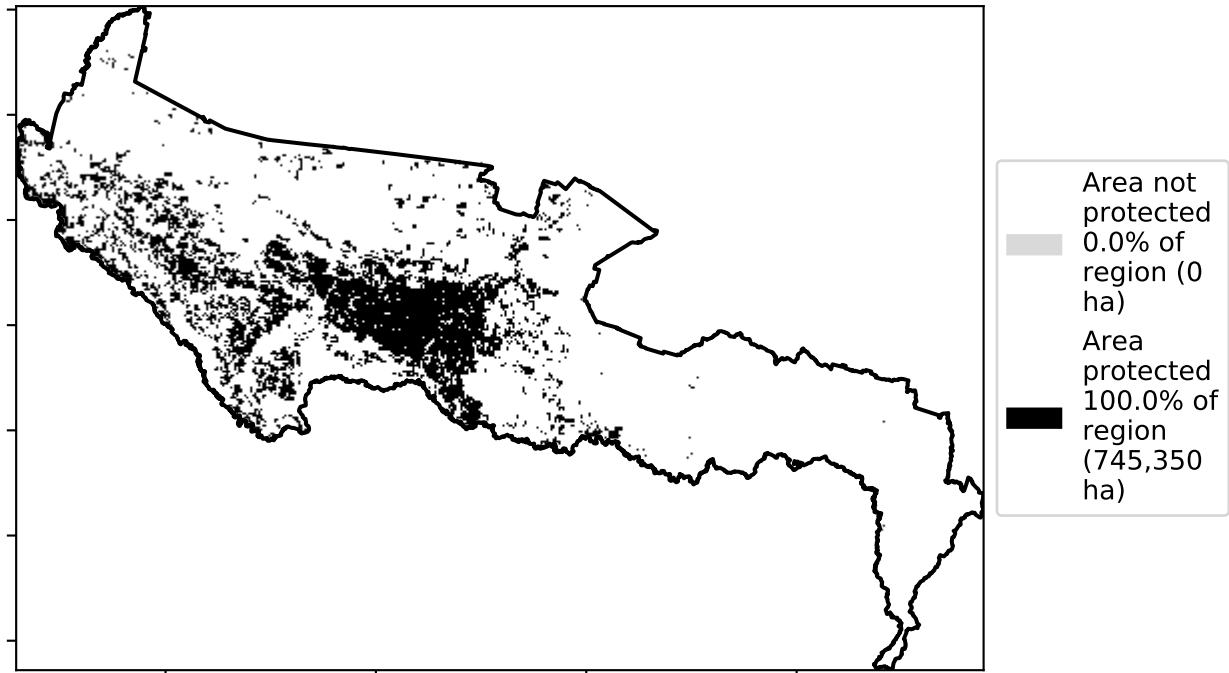 Area not
protected
0.0% of
region (0
ha)
Area
protected
100.0% of
region
(745,350
ha)